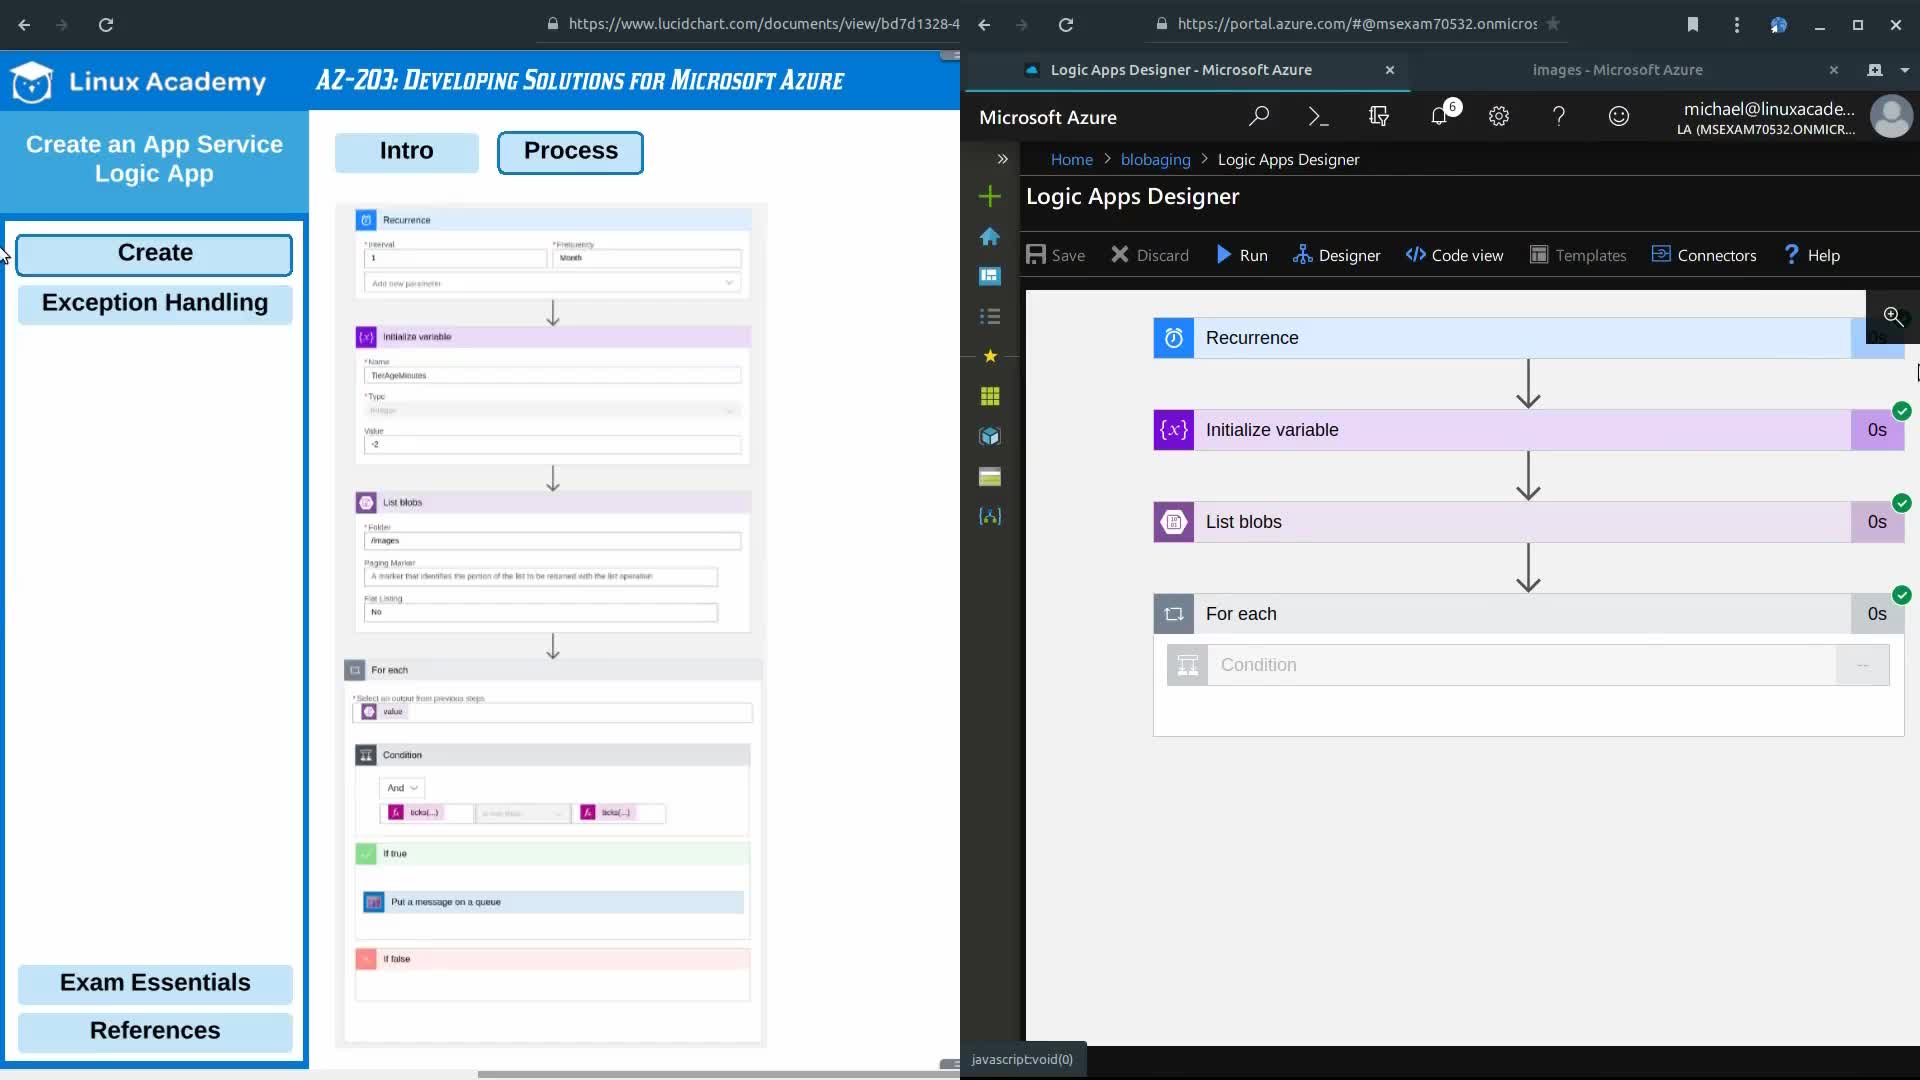 https://www.lucidchart.com/documents/view/bd7d1328-4
Linux Academy
AZ-203: Developing Solutions for Microsoft Azure
Create an App Service
Logic App
Create
Exception Handling
Exam Essentials
References
Intro
Process
Recurrence
* Interval
* Frequency
1
Month
Add new parameter
{x}
Initialize variable
* Name
TierAgeMinutes
* Type
Integer
Value
-2
List blobs
* Folder
/images
Paging Marker
A marker that identifies the portion of the list to be returned with the list operation
Flat Listing
No
For each
* Select an output from previous steps
value
Condition
And
fx ticks(...)
fx ticks(...)
If true
Put a message on a queue
If false
https://portal.azure.com/#@msexam70532.onmicros
Logic Apps Designer - Microsoft Azure
images - Microsoft Azure
Microsoft Azure
6
michael@linuxacade...
LA (MSEXAM70532.ONMICR...
Home > blobaging > Logic Apps Designer
Logic Apps Designer
Save
Discard
Run
Designer
Code view
Templates
Connectors
? Help
Recurrence
0s
{x}
Initialize variable
0s
List blobs
0s
For each
0s
Condition
--
javascript:void(0)